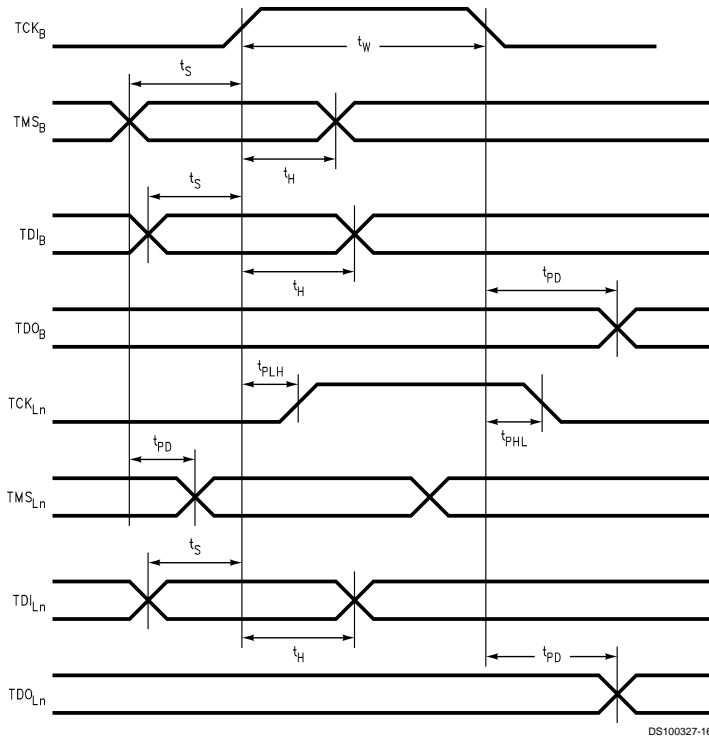 TCK_B
t_W
t_S
TMS_B
t_H
t_S
TDI_B
t_H
t_PD
TDO_B
t_PLH
TCK_Ln
t_PHL
t_PD
TMS_Ln
t_S
TDI_Ln
t_H
t_PD
TDO_Ln
DS100327-16